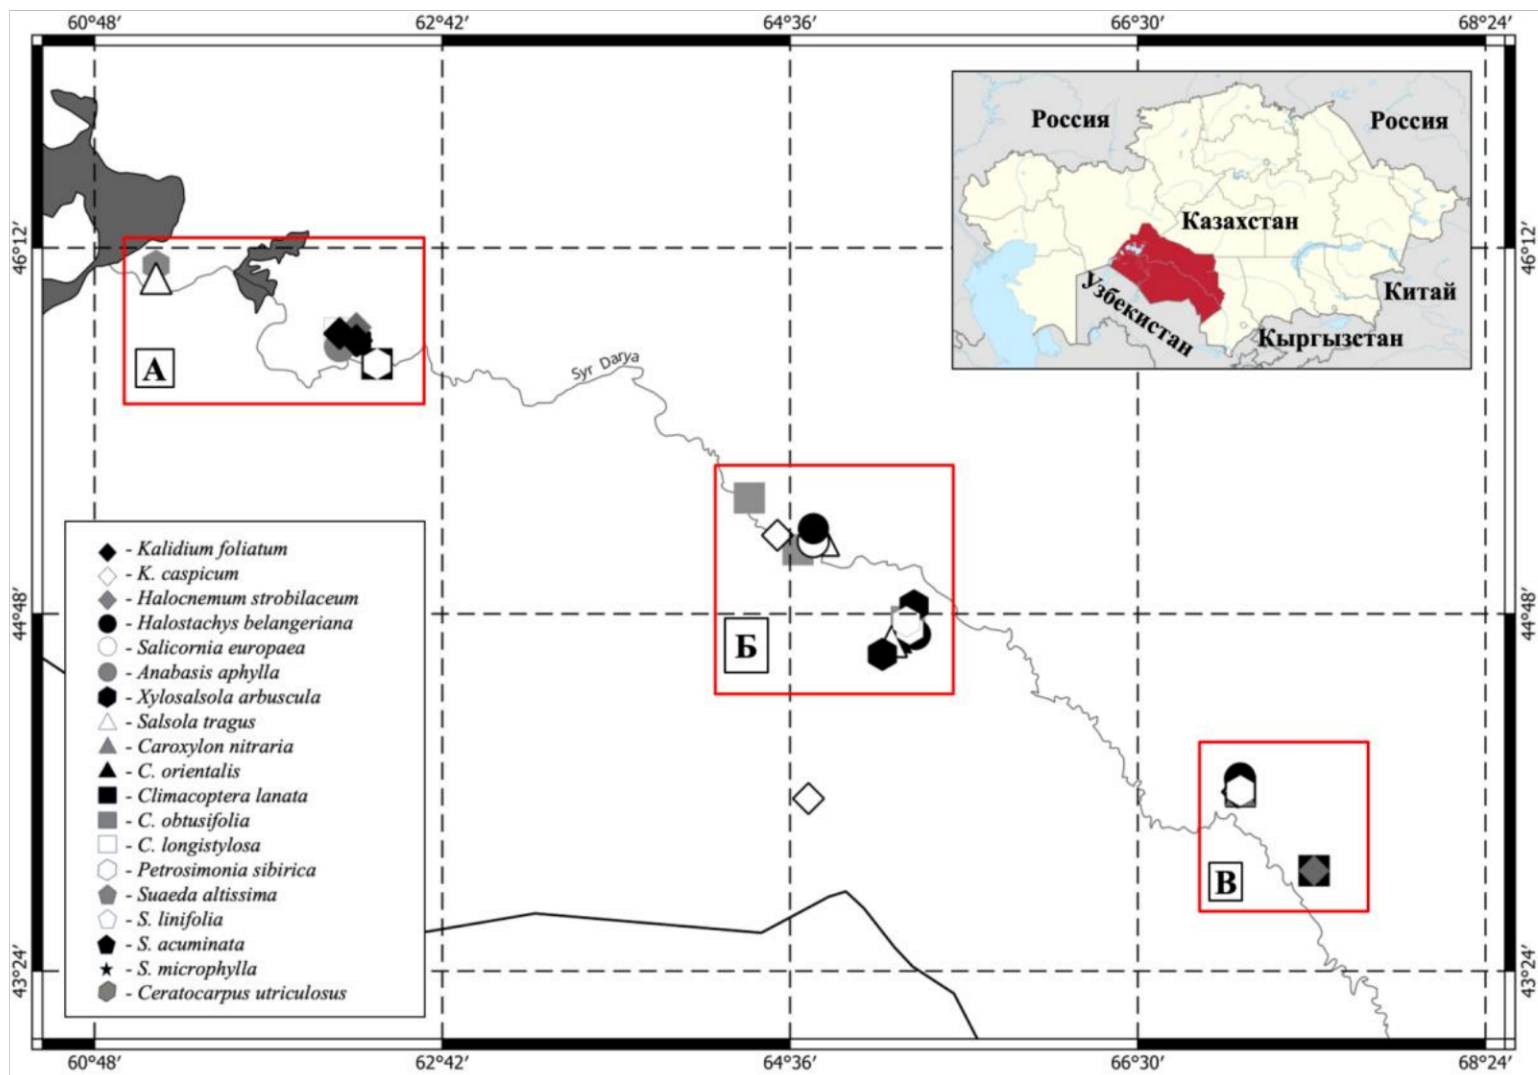 60°48′ 62°42′ 64°36′ 66°30′ 68°24′
Россия
Россия
Казахстан
Узбекистан
Китай
Кыргызстан
46°12′
46°12′
А
Syr Darya
- Kalidium foliatum
- K. caspicum
- Halocnemum strobilaceum
- Halostachys belangeriana
- Salicornia europaea
- Anabasis aphylla
- Xylosalsola arbuscula
- Salsola tragus
- Caroxylon nitraria
- C. orientalis
- Climacoptera lanata
- C. obtusifolia
- C. longistylosa
- Petrosimonia sibirica
- Suaeda altissima
- S. linifolia
- S. acuminata
- S. microphylla
- Ceratocarpus utriculosus
44°48′
44°48′
Б
В
43°24′
43°24′
60°48′ 62°42′ 64°36′ 66°30′ 68°24′